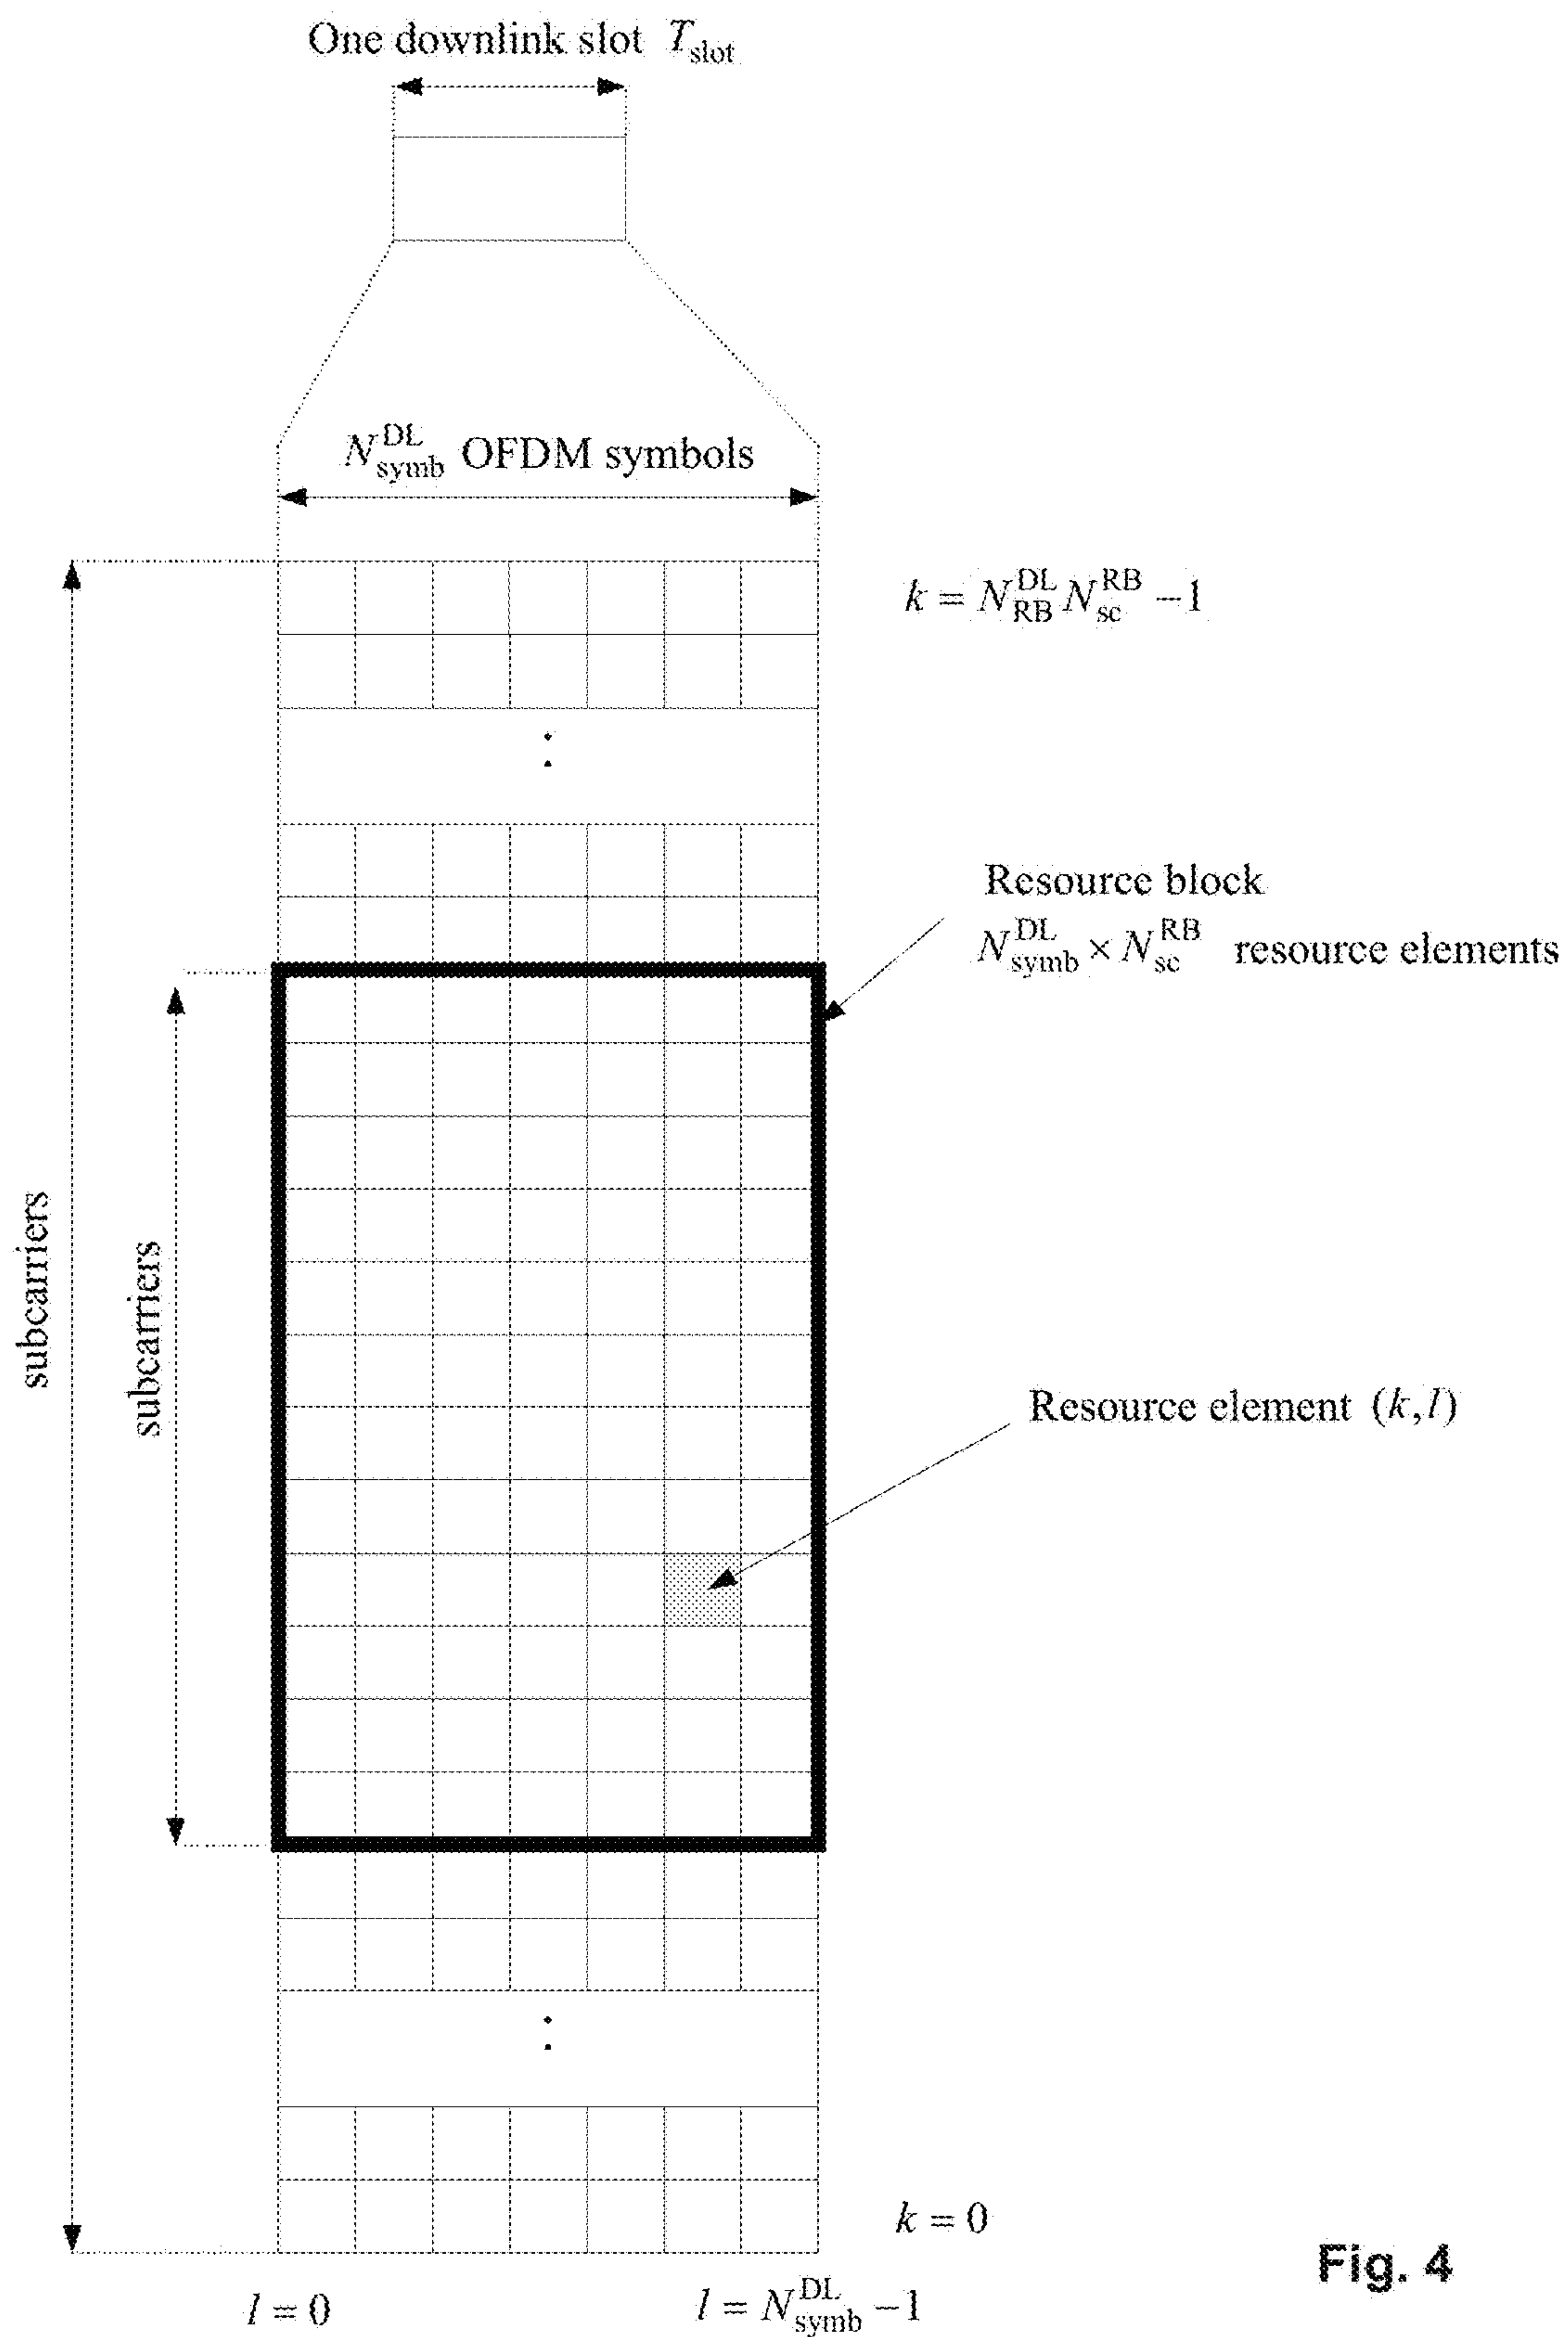 One downlink slot T_slot
N_symb^DL OFDM symbols
k = N_RB^DL N_sc^RB −1
Resource block
N_symb^DL × N_sc^RB resource elements
subcarriers
subcarriers
Resource element (k,l)
k = 0
l = 0
l = N_symb^DL −1
Fig. 4